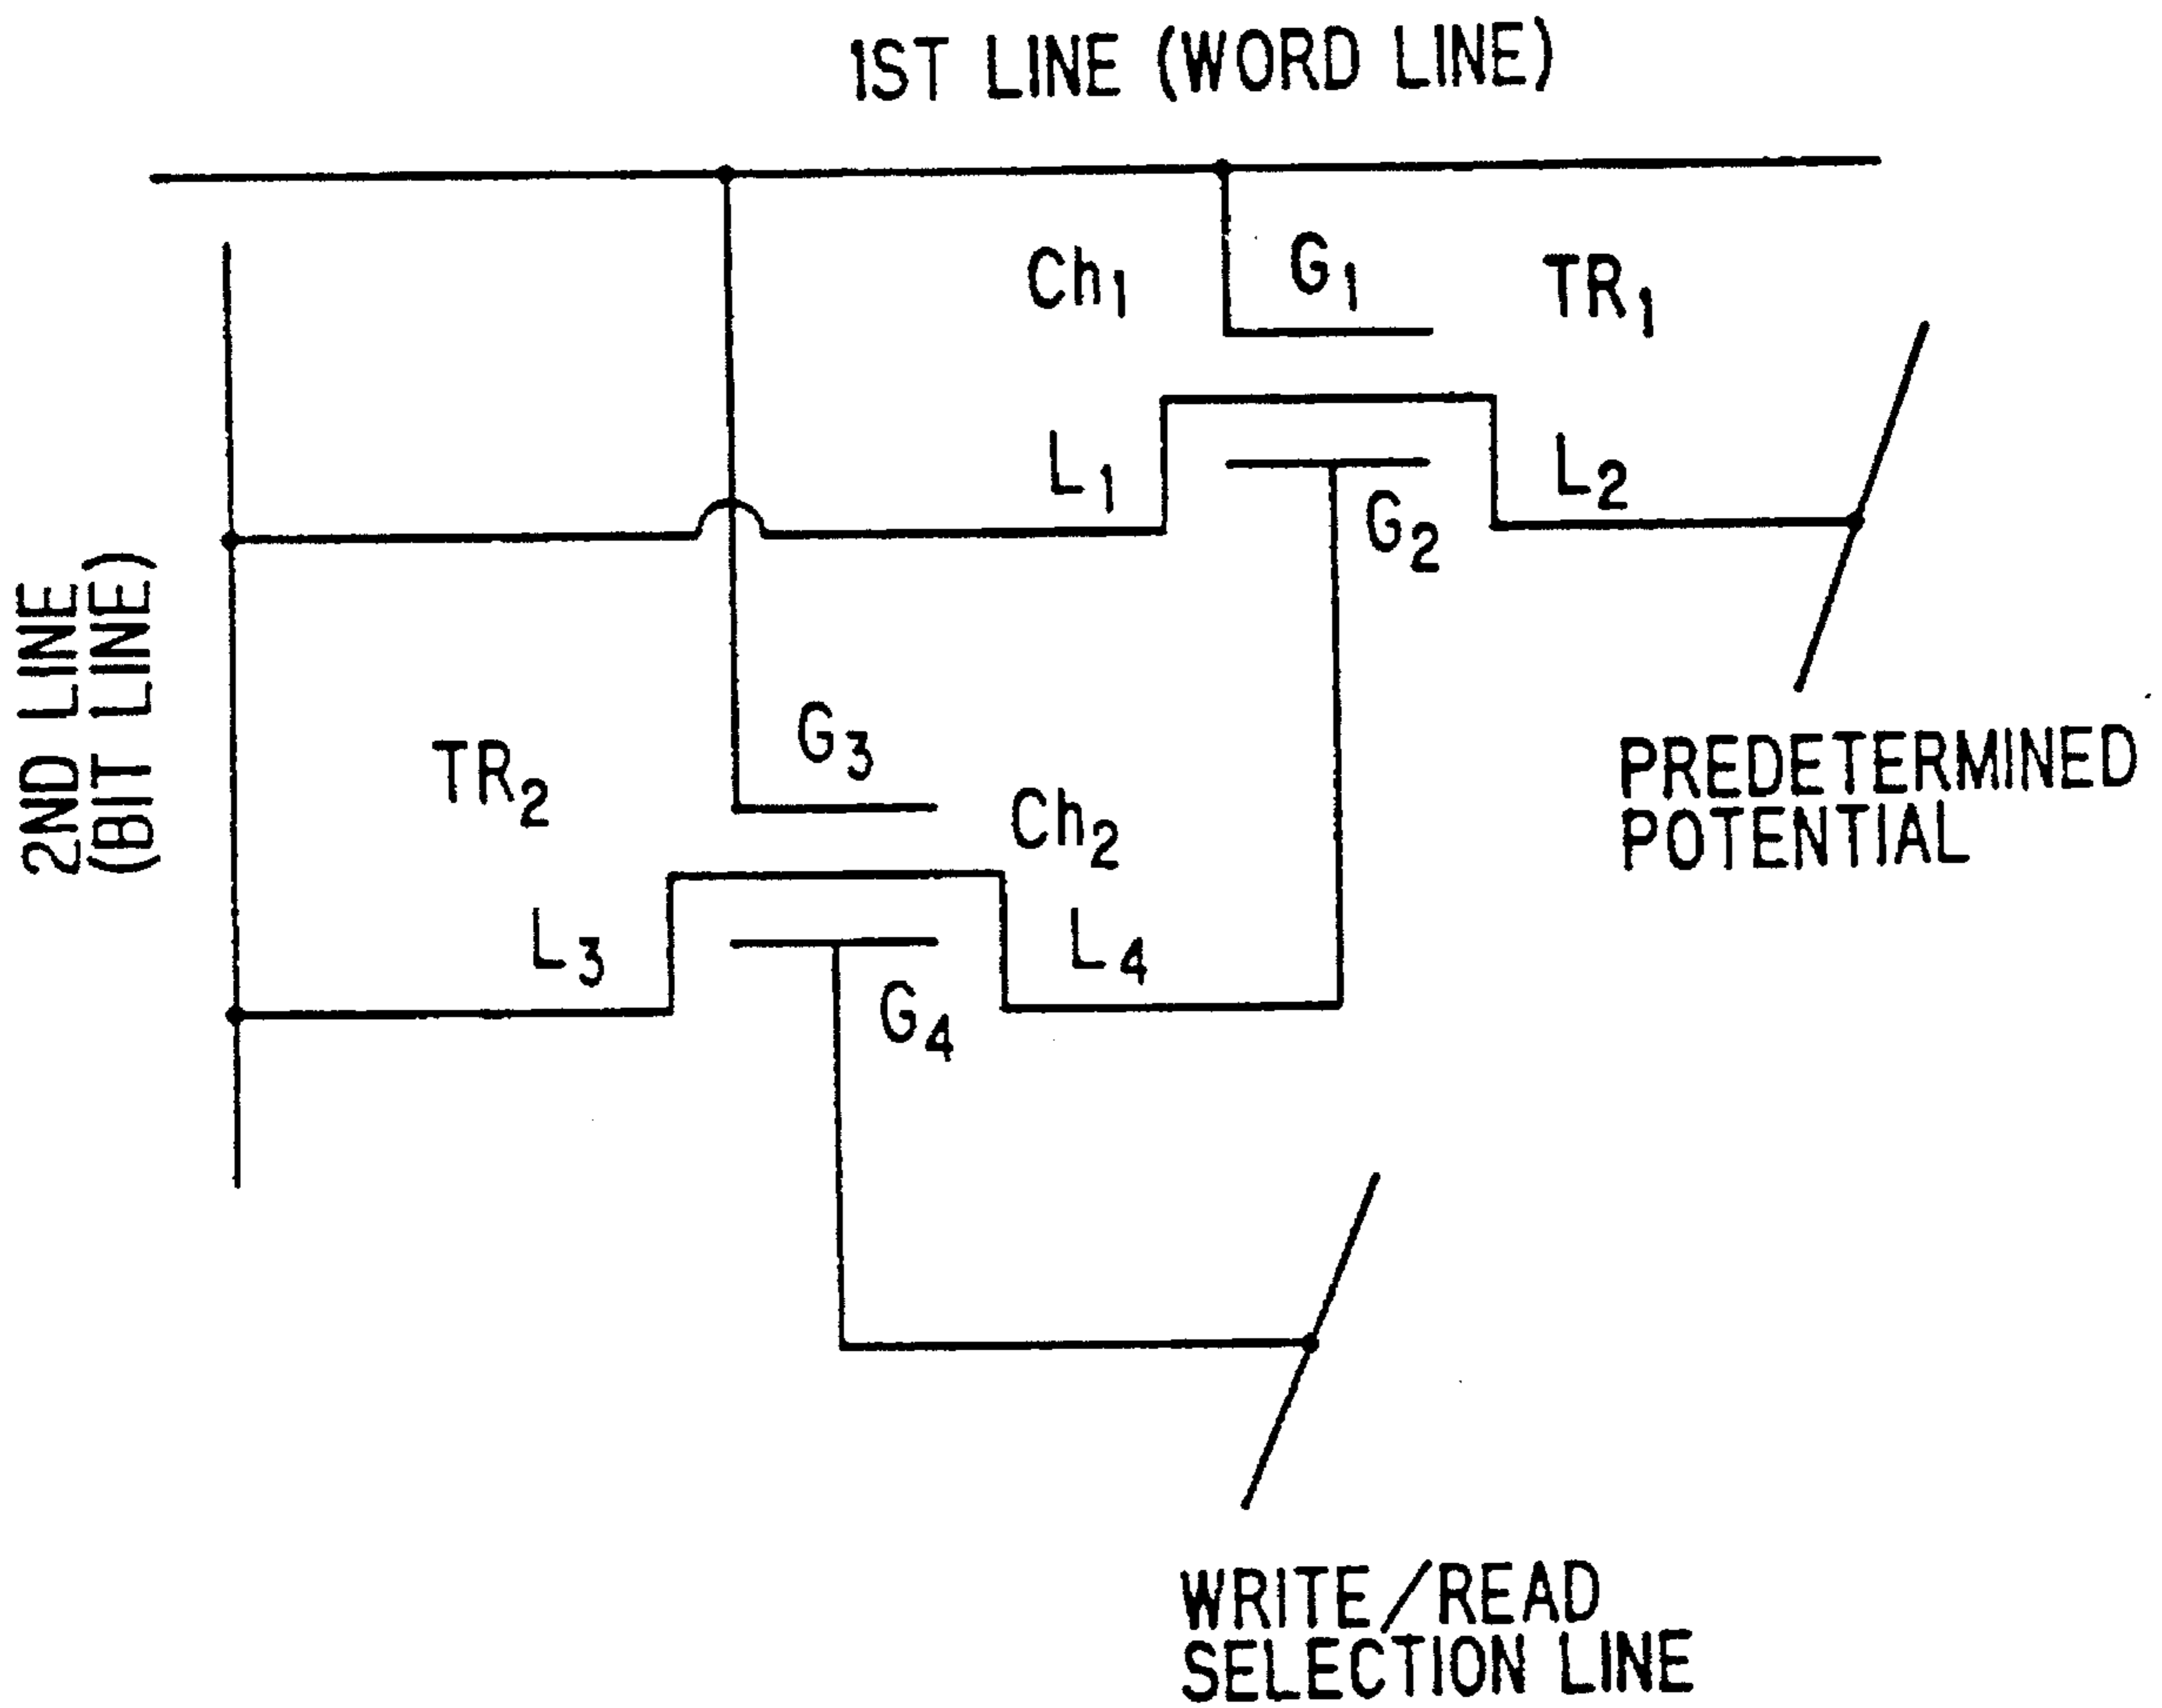 1ST LINE (WORD LINE)
Ch1
G1
TR1
L1
L2
G2
2ND LINE
(BIT LINE)
TR2
G3
Ch2
PREDETERMINED
POTENTIAL
L3
L4
G4
WRITE/READ
SELECTION LINE